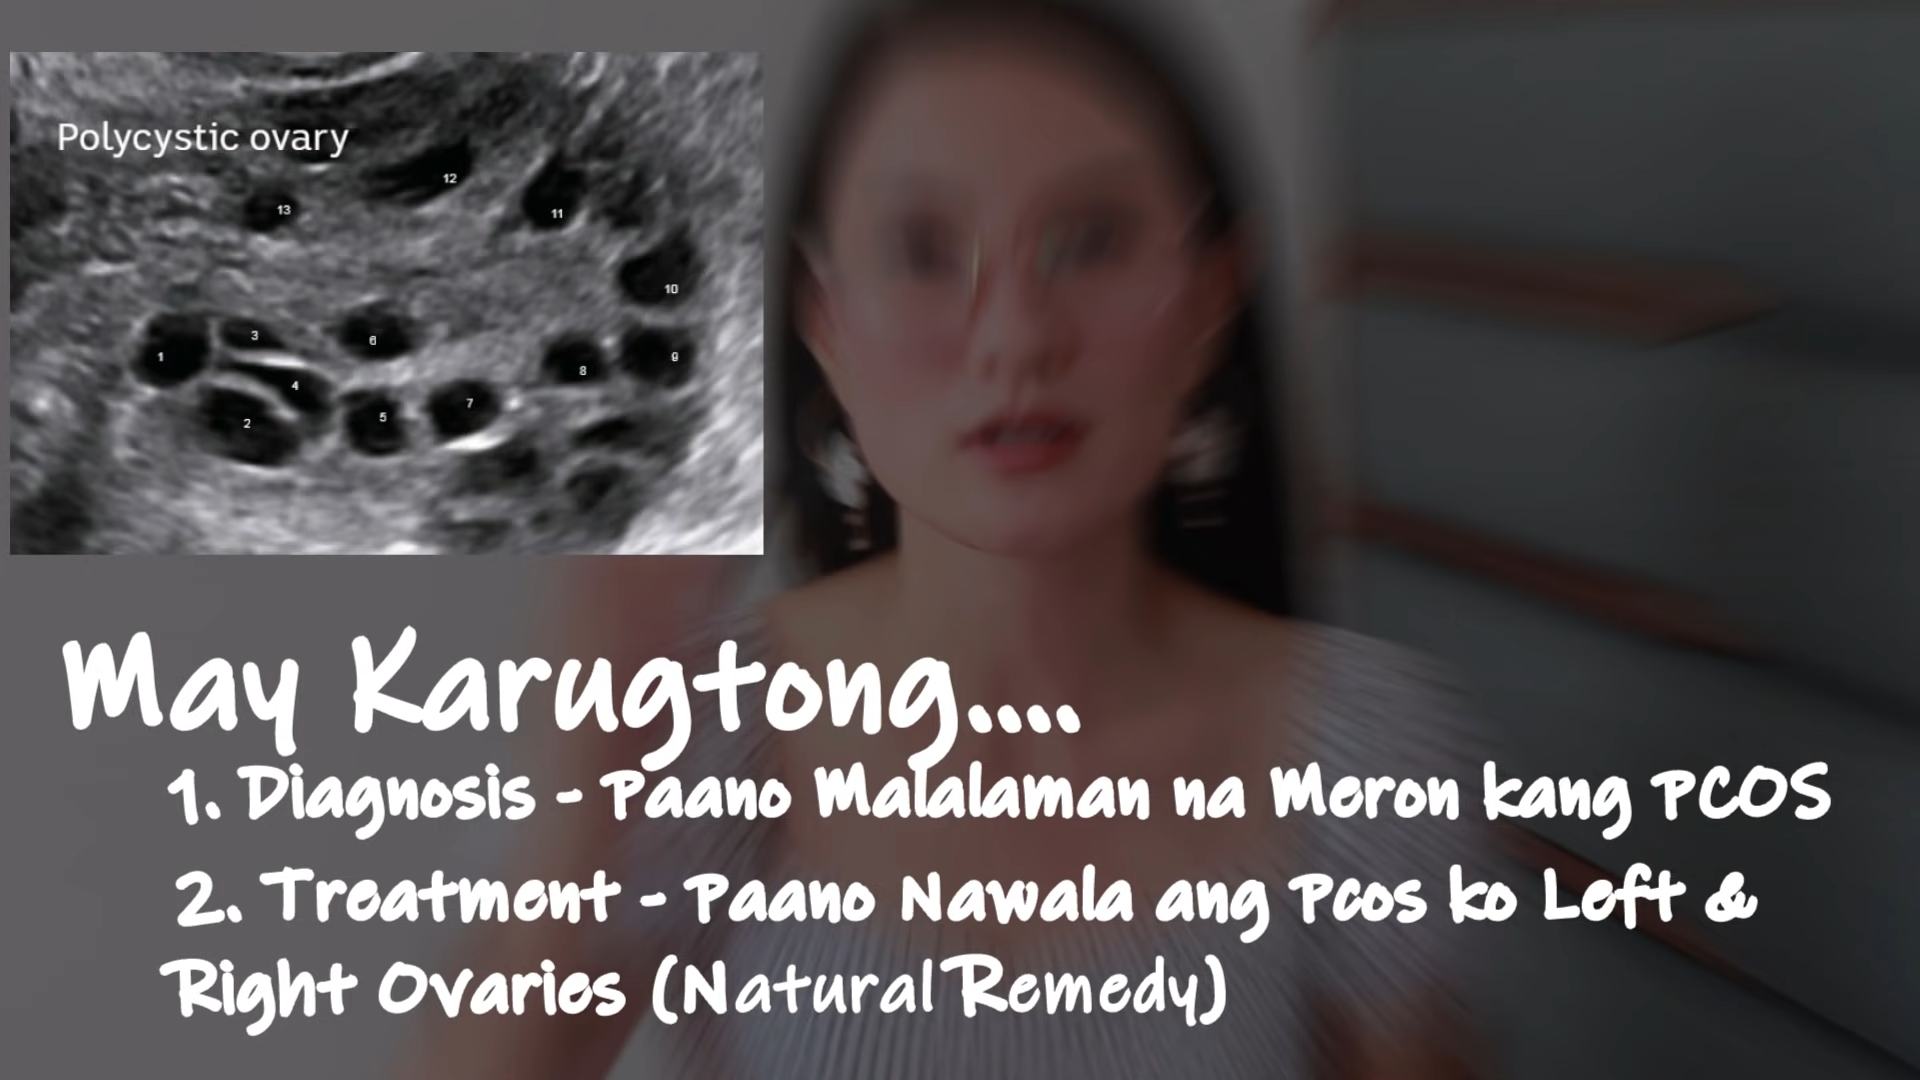 Polycystic ovary
12
13
11
10
3
6
1
9
8
4
7
5
2
May Karugtong....
1. Diagnosis - Paano Malalaman na Meron kang PCOS
2. Treatment - Paano Nawala ang Pcos ko Left &
Right Ovaries (Natural Remedy)